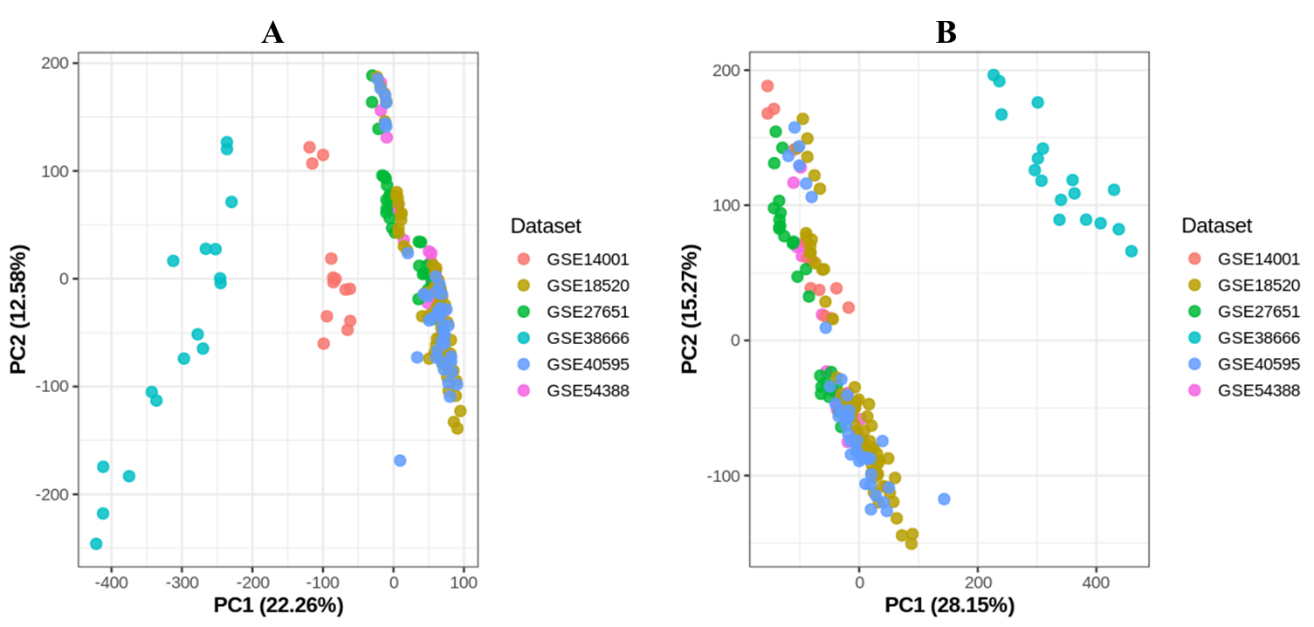 A
200
100
0
-100
-200
PC2 (12.58%)
-400 -300 -200 -100 0 100
PC1 (22.26%)
Dataset
GSE14001
GSE18520
GSE27651
GSE38666
GSE40595
GSE54388
B
200
100
0
-100
PC2 (15.27%)
0 200 400
PC1 (28.15%)
Dataset
GSE14001
GSE18520
GSE27651
GSE38666
GSE40595
GSE54388